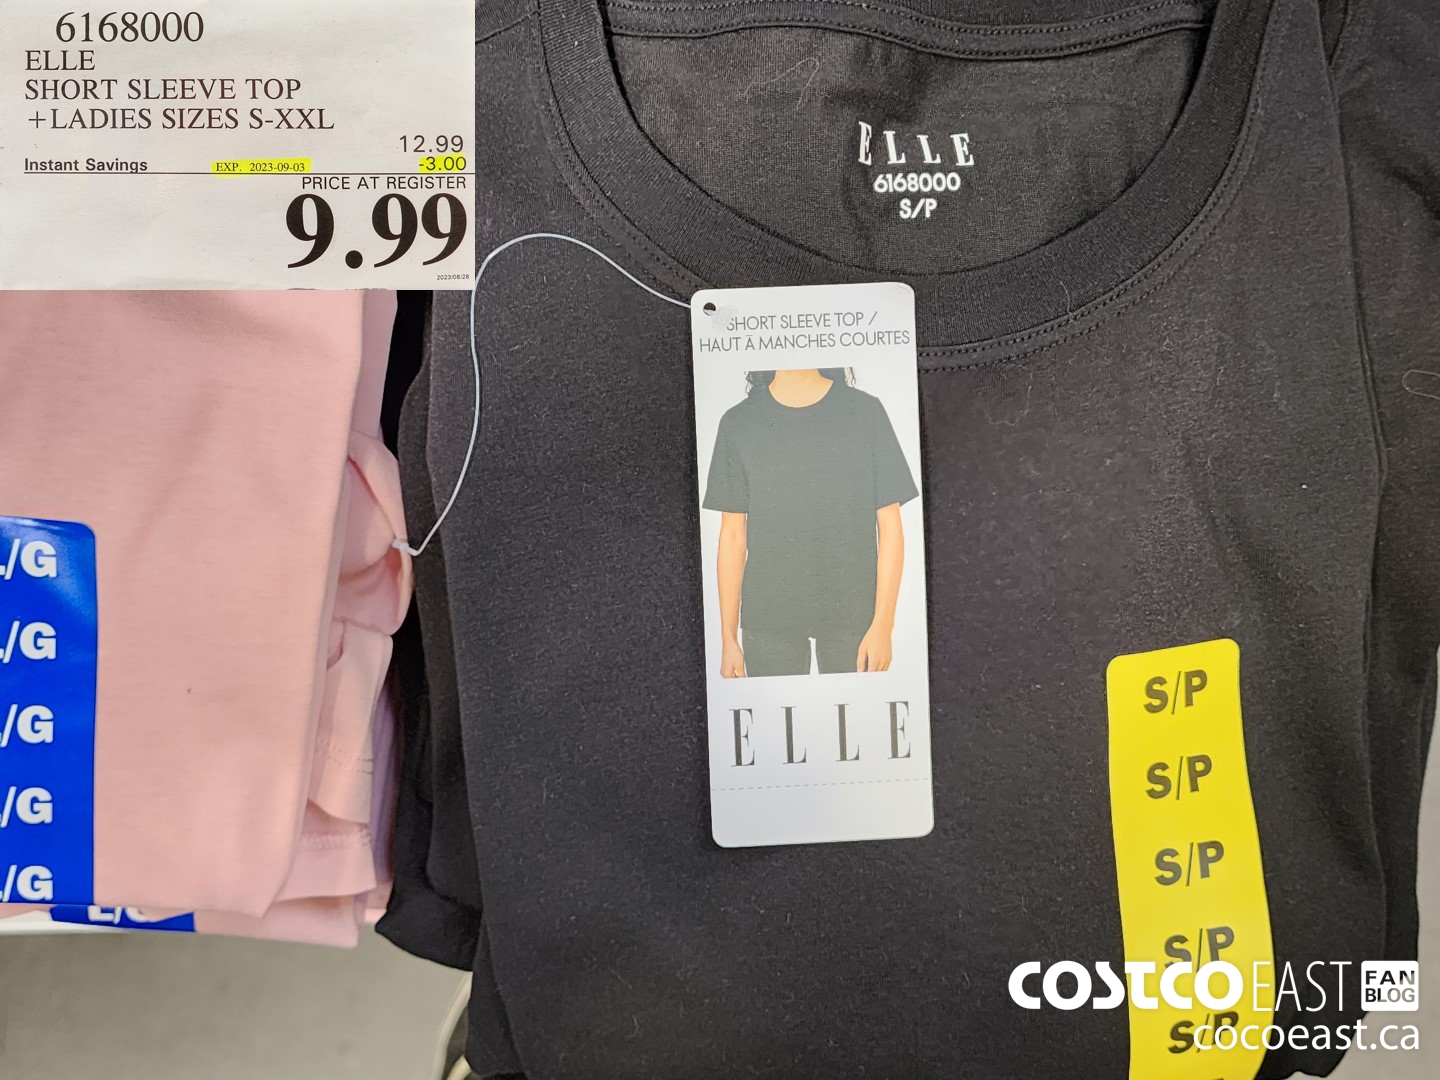 6168000
ELLE
SHORT SLEEVE TOP
+LADIES SIZES S-XXL
12.99
Instant Savings EXP. 2023-09-03 -3.00
PRICE AT REGISTER
9.99
2023/08/28
ELLE
6168000
S/P
SHORT SLEEVE TOP /
HAUT À MANCHES COURTES
ELLE
L/G
L/G
L/G
L/G
L/G
L/G
S/P
S/P
S/P
S/P
S/P
COSTCO EAST FAN BLOG
cocoeast.ca